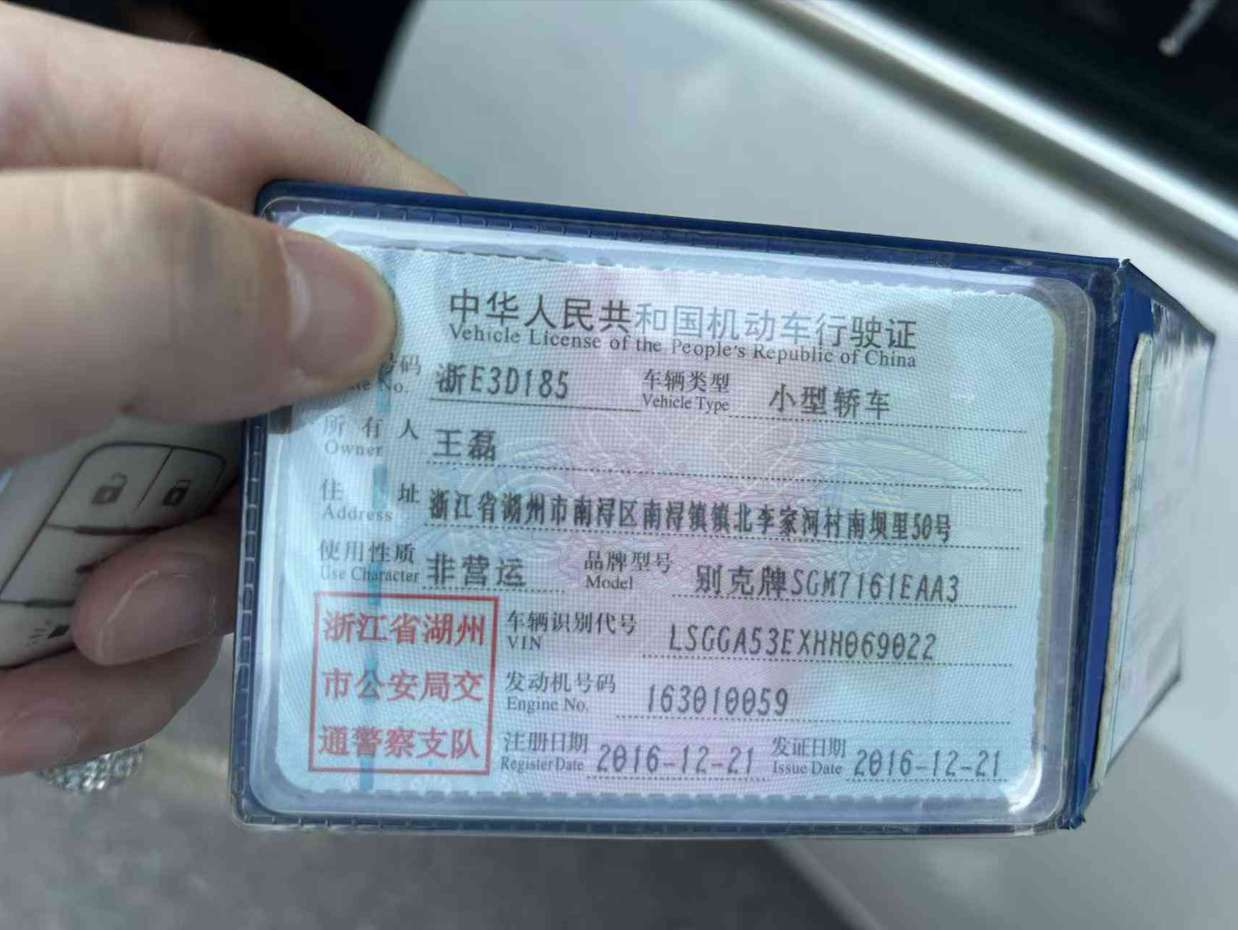 中华人民共和国机动车行驶证
Vehicle License of the People's Republic of China
号码 浙E3D185 车辆类型 小型轿车
No. Vehicle Type
所有人 王磊
Owner
住址 浙江省湖州市南浔区南浔镇镇北李家河村南坝里50号
Address
使用性质 非营运 品牌型号 别克牌SGM7161EAA3
Use Character Model
浙江省湖州
市公安局交
通警察支队
车辆识别代号 LSGGA53EXHH069022
VIN
发动机号码 163010059
Engine No.
注册日期 2016-12-21 发证日期 2016-12-21
Register Date Issue Date